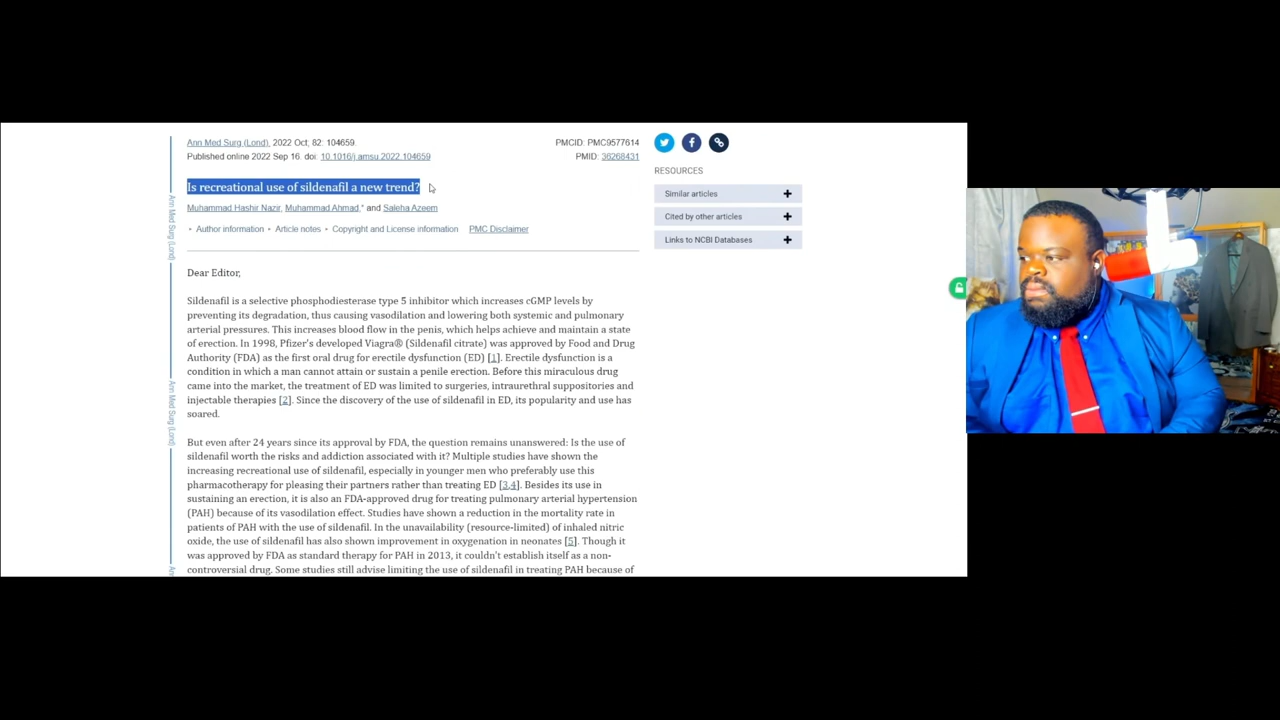 Ann Med Surg (Lond). 2022 Oct; 82: 104659.
PMCID: PMC9577614
Published online 2022 Sep 16. doi: 10.1016/j.amsu.2022.104659
PMID: 36268431
Is recreational use of sildenafil a new trend?
Muhammad Hashir Nazir, Muhammad Ahmad,* and Saleha Azeem
Author information
Article notes
Copyright and License information
PMC Disclaimer
Dear Editor,
Sildenafil is a selective phosphodiesterase type 5 inhibitor which increases cGMP levels by
preventing its degradation, thus causing vasodilation and lowering both systemic and pulmonary
arterial pressures. This increases blood flow in the penis, which helps achieve and maintain a state
of erection. In 1998, Pfizer's developed Viagra® (Sildenafil citrate) was approved by Food and Drug
Authority (FDA) as the first oral drug for erectile dysfunction (ED) [1]. Erectile dysfunction is a
condition in which a man cannot attain or sustain a penile erection. Before this miraculous drug
came into the market, the treatment of ED was limited to surgeries, intraurethral suppositories and
injectable therapies [2]. Since the discovery of the use of sildenafil in ED, its popularity and use has
soared.
But even after 24 years since its approval by FDA, the question remains unanswered: Is the use of
sildenafil worth the risks and addiction associated with it? Multiple studies have shown the
increasing recreational use of sildenafil, especially in younger men who preferably use this
pharmacotherapy for pleasing their partners rather than treating ED [3,4]. Besides its use in
sustaining an erection, it is also an FDA-approved drug for treating pulmonary arterial hypertension
(PAH) because of its vasodilation effect. Studies have shown a reduction in the mortality rate in
patients of PAH with the use of sildenafil. In the unavailability (resource-limited) of inhaled nitric
oxide, the use of sildenafil has also shown improvement in oxygenation in neonates [5]. Though it
was approved by FDA as standard therapy for PAH in 2013, it couldn't establish itself as a non-
controversial drug. Some studies still advise limiting the use of sildenafil in treating PAH because of
Ann Med Surg (Lond)
Ann Med Surg (Lond)
Ann
RESOURCES
Similar articles
Cited by other articles
Links to NCBI Databases